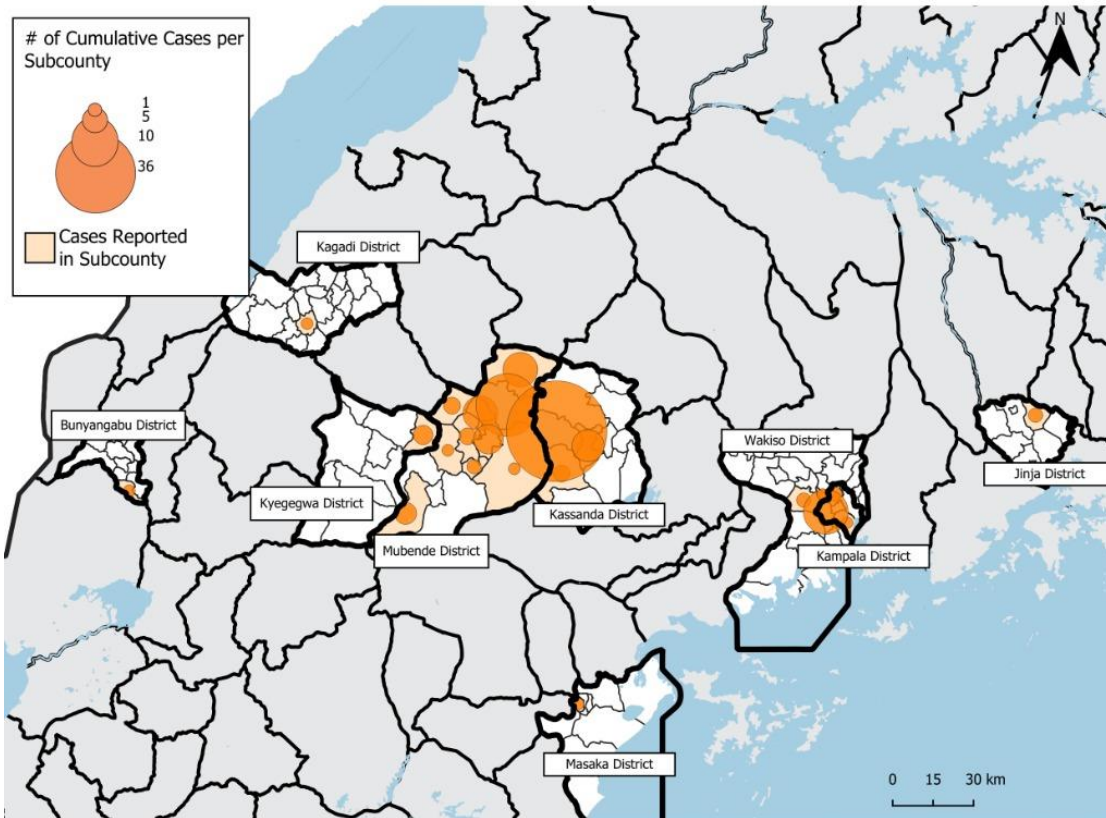 # of Cumulative Cases per
Subcounty
1
5
10
36
Cases Reported
in Subcounty
N
Kagadi District
Bunyangabu District
Wakiso District
Jinja District
Kyegegwa District
Kassanda District
Mubende District
Kampala District
Masaka District
0 15 30 km